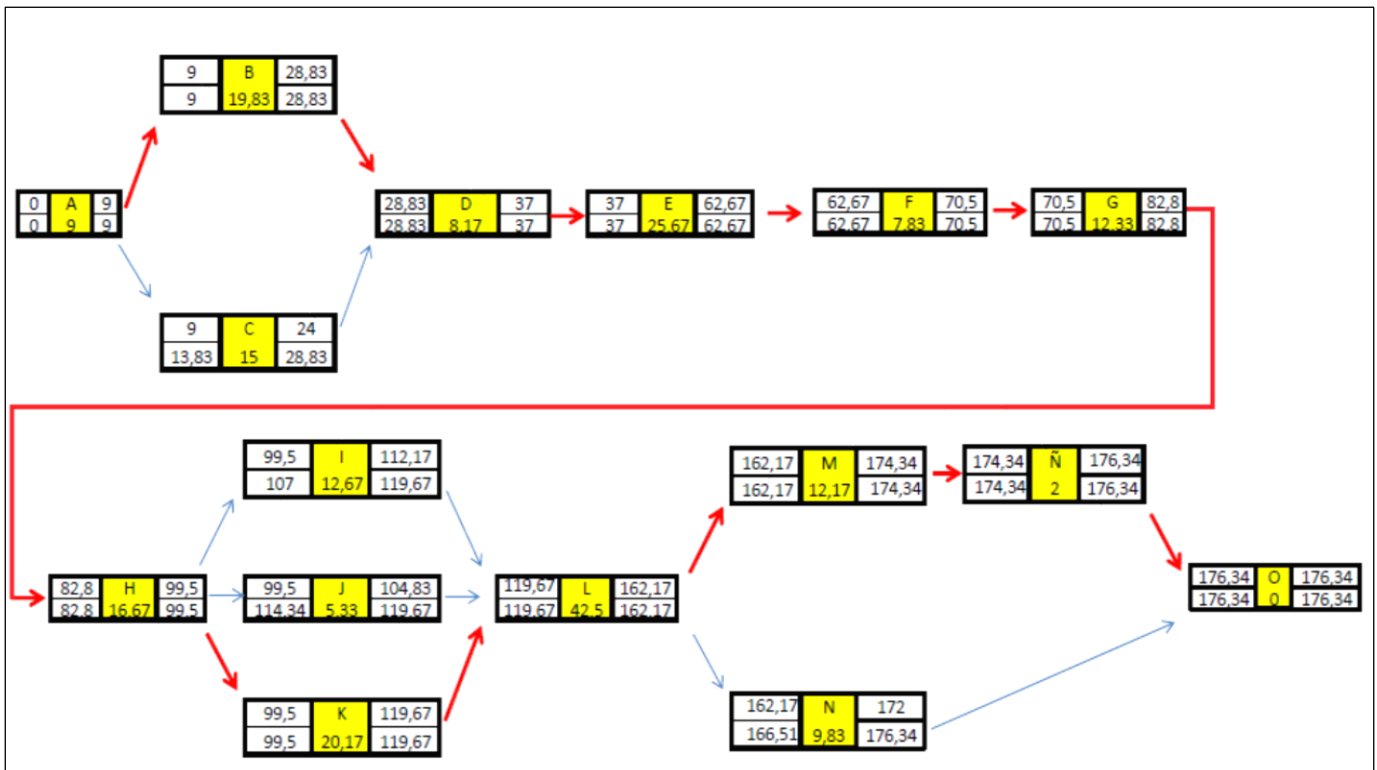 9 B 28,83
9 19,83 28,83
0 A 9
0 9 9
28,83 D 37
28,83 8,17 37
37 E 62,67
37 25,67 62,67
62,67 F 70,5
62,67 7,83 70,5
70,5 G 82,8
70,5 12,33 82,8
9 C 24
13,83 15 28,83
99,5 I 112,17
107 12,67 119,67
162,17 M 174,34
162,17 12,17 174,34
174,34 Ñ 176,34
174,34 2 176,34
82,8 H 99,5
82,8 16,67 99,5
99,5 J 104,83
114,34 5,33 119,67
119,67 L 162,17
119,67 42,5 162,17
176,34 O 176,34
176,34 0 176,34
99,5 K 119,67
99,5 20,17 119,67
162,17 N 172
166,51 9,83 176,34